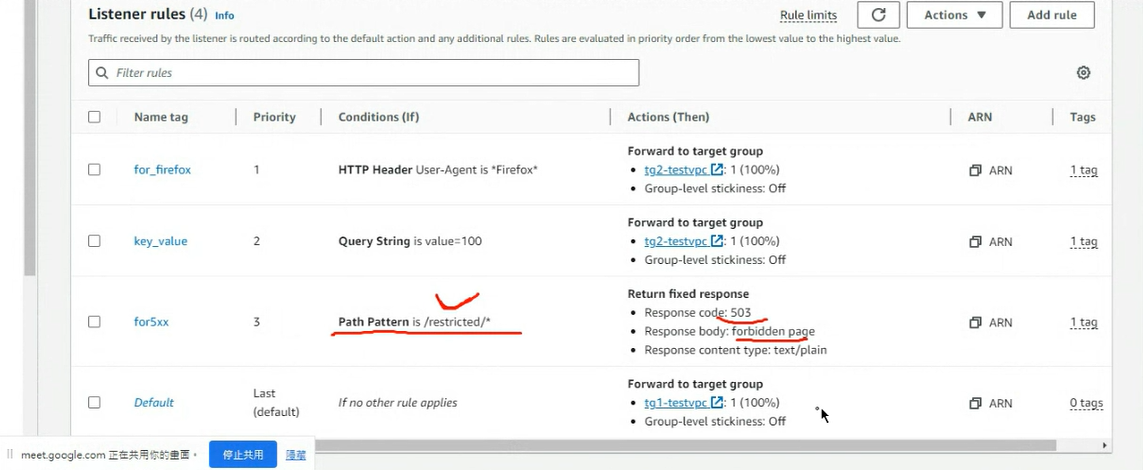 Listener rules (4) Info
Rule limits
Actions
Add rule
Traffic received by the listener is routed according to the default action and any additional rules. Rules are evaluated in priority order from the lowest value to the highest value.
Filter rules
Name tag
Priority
Conditions (If)
Actions (Then)
ARN
Tags
for_firefox
1
HTTP Header User-Agent is *Firefox*
Forward to target group
• tg2-testvpc: 1 (100%)
• Group-level stickiness: Off
ARN
1 tag
key_value
2
Query String is value=100
Forward to target group
• tg2-testvpc: 1 (100%)
• Group-level stickiness: Off
ARN
1 tag
for5xx
3
Path Pattern is /restricted/*
Return fixed response
• Response code: 503
• Response body: forbidden page
• Response content type: text/plain
ARN
1 tag
Default
Last
(default)
If no other rule applies
Forward to target group
• tg1-testvpc: 1 (100%)
• Group-level stickiness: Off
ARN
0 tags
meet.google.com 正在共用你的畫面。
停止共用
隱藏